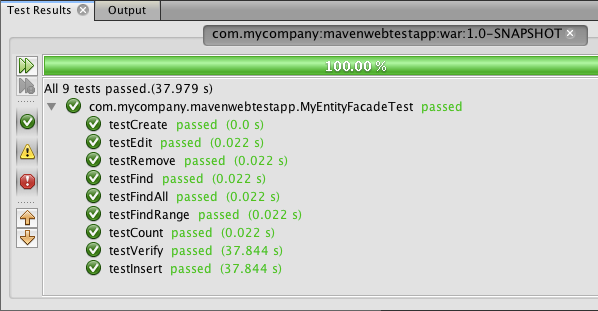 Test Results Output
com.mycompany:mavenwebtestapp:war:1.0-SNAPSHOT
100.00 %
All 9 tests passed.(37.979 s)
com.mycompany.mavenwebtestapp.MyEntityFacadeTest passed
testCreate passed (0.0 s)
testEdit passed (0.022 s)
testRemove passed (0.022 s)
testFind passed (0.022 s)
testFindAll passed (0.022 s)
testFindRange passed (0.022 s)
testCount passed (0.022 s)
testVerify passed (37.844 s)
testInsert passed (37.844 s)